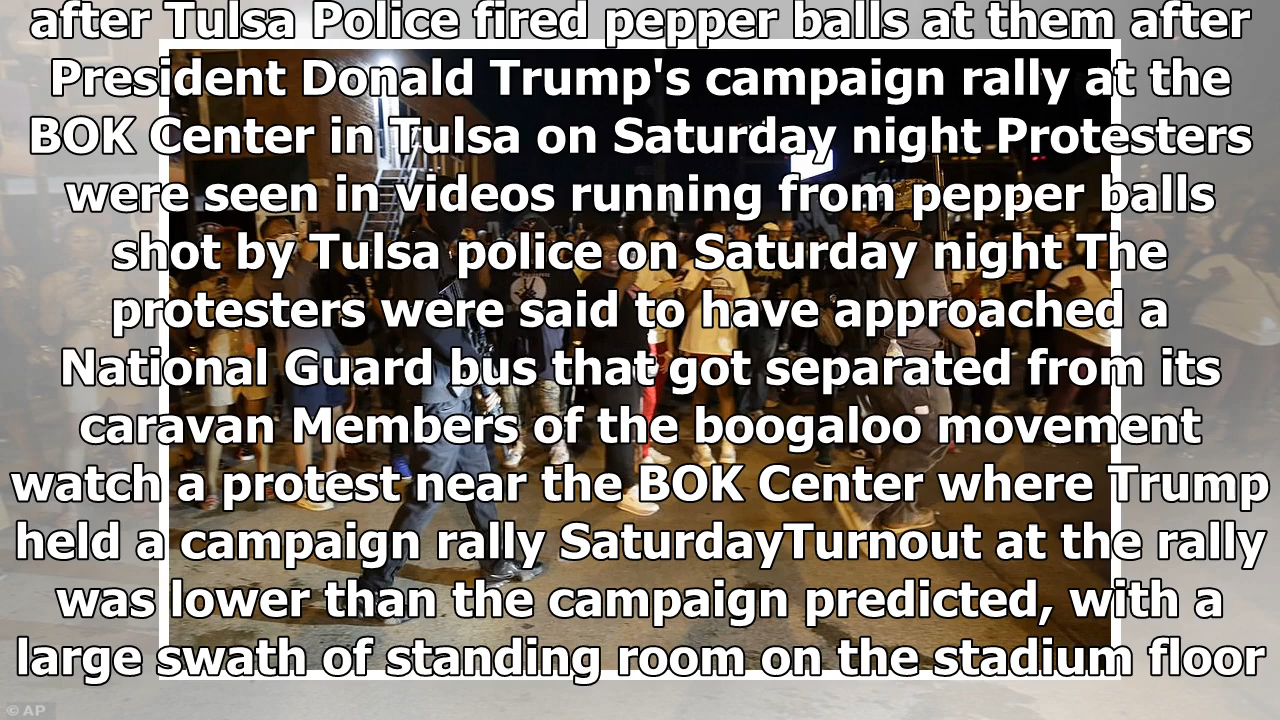 after Tulsa Police fired pepper balls at them after
President Donald Trump's campaign rally at the
BOK Center in Tulsa on Saturday night Protesters
were seen in videos running from pepper balls
shot by Tulsa police on Saturday night The
protesters were said to have approached a
National Guard bus that got separated from its
caravan Members of the boogaloo movement
watch a protest near the BOK Center where Trump
held a campaign rally SaturdayTurnout at the rally
was lower than the campaign predicted, with a
large swath of standing room on the stadium floor
© AP